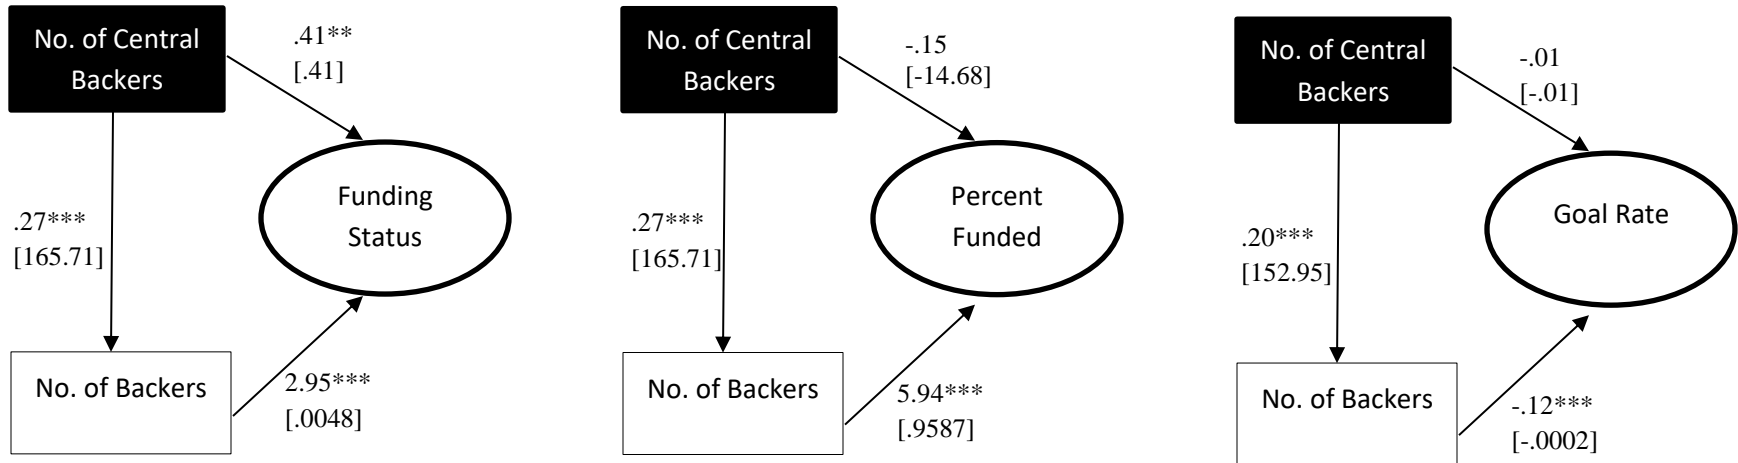 No. of Central
Backers
.41**
[.41]
Funding
Status
.27***
[165.71]
No. of Backers
2.95***
[.0048]
No. of Central
Backers
-.15
[-14.68]
Percent
Funded
.27***
[165.71]
No. of Backers
5.94***
[.9587]
No. of Central
Backers
-.01
[-.01]
Goal Rate
.20***
[152.95]
No. of Backers
-.12***
[-.0002]